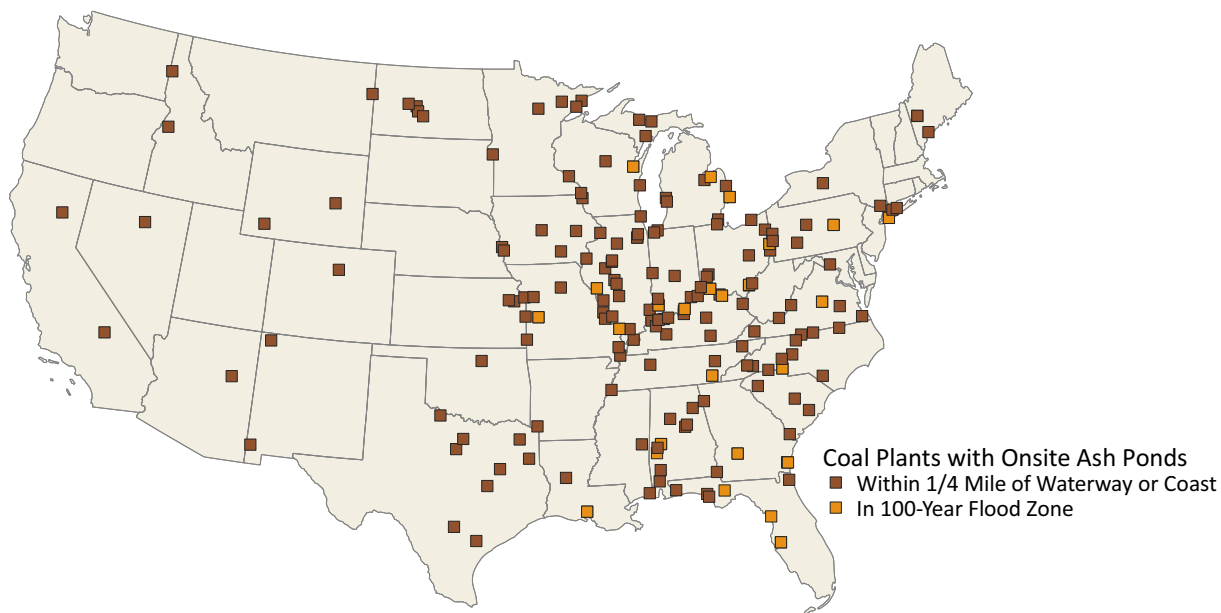 Coal Plants with Onsite Ash Ponds
Within 1/4 Mile of Waterway or Coast
In 100-Year Flood Zone